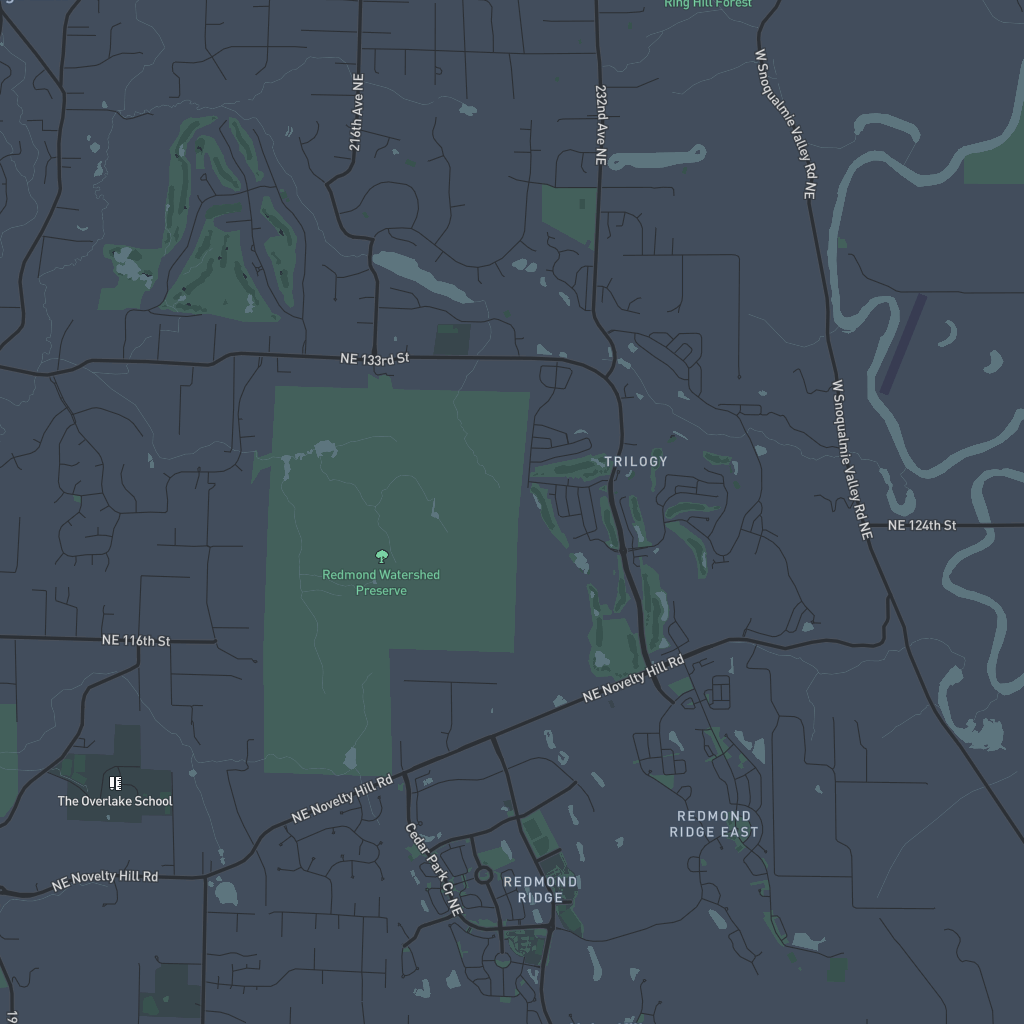 Ring Hill Forest
W Snoqualmie Valley Rd NE
216th Ave NE
232nd Ave NE
NE 133rd St
W Snoqualmie Valley Rd NE
TRILOGY
NE 124th St
Redmond Watershed
Preserve
NE 116th St
NE Novelty Hill Rd
The Overlake School
NE Novelty Hill Rd
REDMOND
RIDGE EAST
Cedar Park Cr NE
NE Novelty Hill Rd
REDMOND
RIDGE
19